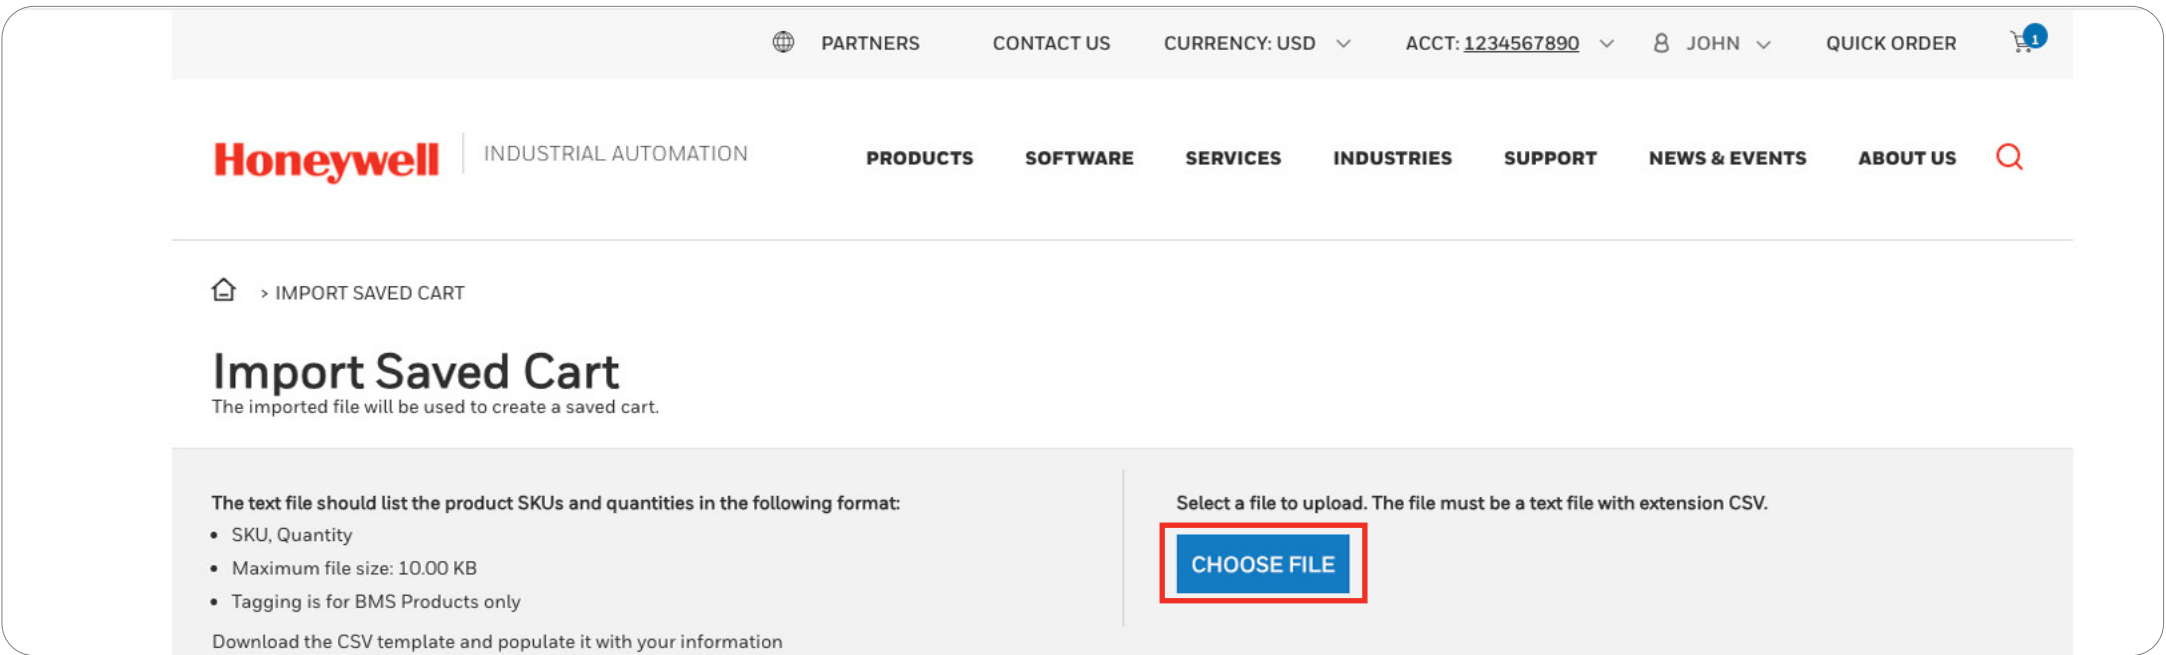 PARTNERS CONTACT US CURRENCY: USD ACCT: 1234567890 JOHN QUICK ORDER 1
Honeywell INDUSTRIAL AUTOMATION PRODUCTS SOFTWARE SERVICES INDUSTRIES SUPPORT NEWS & EVENTS ABOUT US
> IMPORT SAVED CART
Import Saved Cart
The imported file will be used to create a saved cart.
The text file should list the product SKUs and quantities in the following format:
• SKU, Quantity
• Maximum file size: 10.00 KB
• Tagging is for BMS Products only
Download the CSV template and populate it with your information
Select a file to upload. The file must be a text file with extension CSV.
CHOOSE FILE